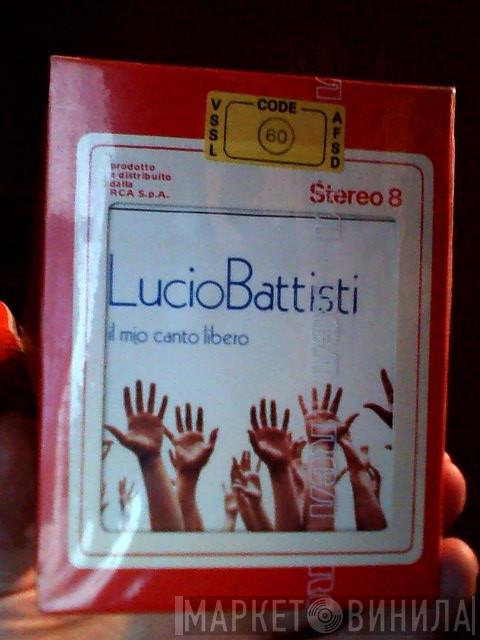 VSSL
CODE
60
AFSD
prodotto
e distribuito
dalla
RCA S.p.A.
Stereo 8
LucioBattisti
il mio canto libero
МАРКЕТ ВИНИЛА